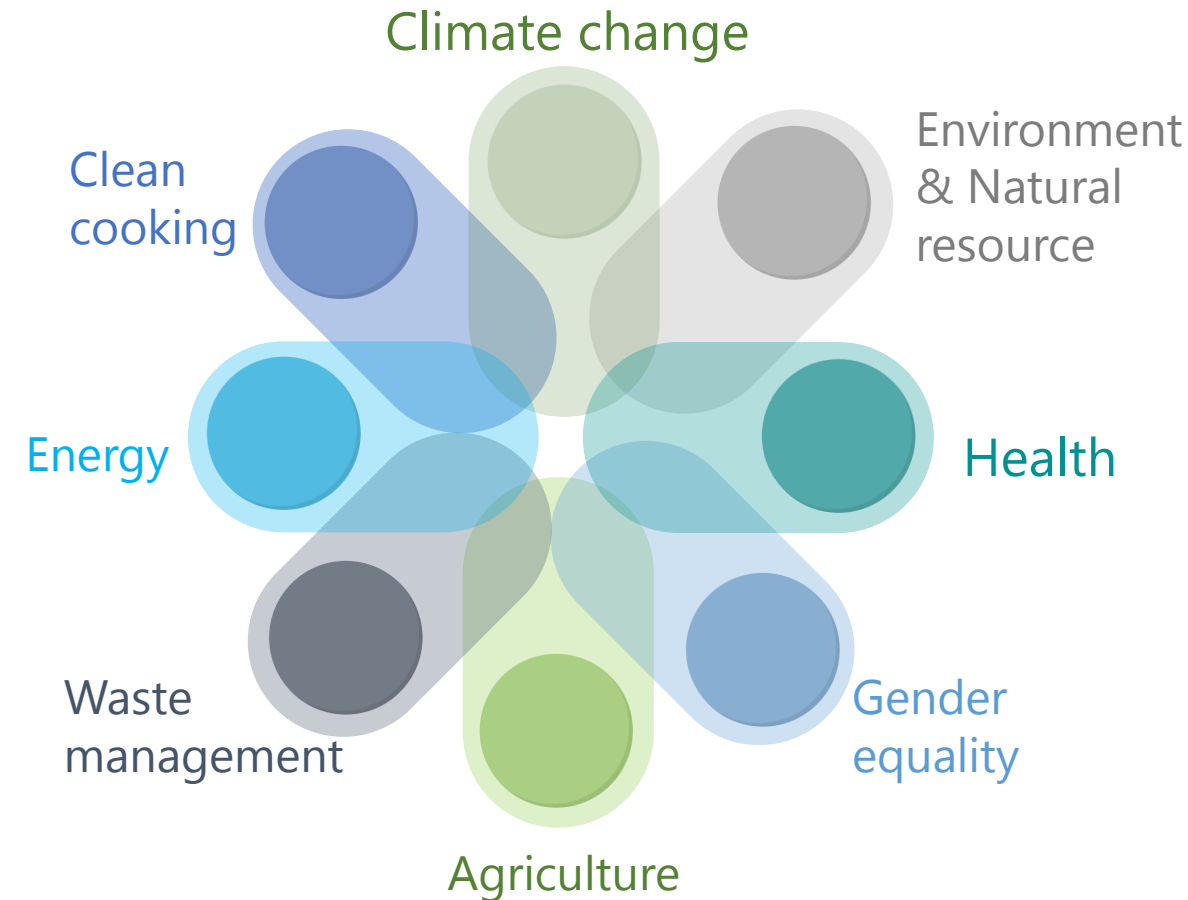 Climate change
Environment
& Natural
resource
Clean
cooking
Energy
Health
Waste
management
Gender
equality
Agriculture